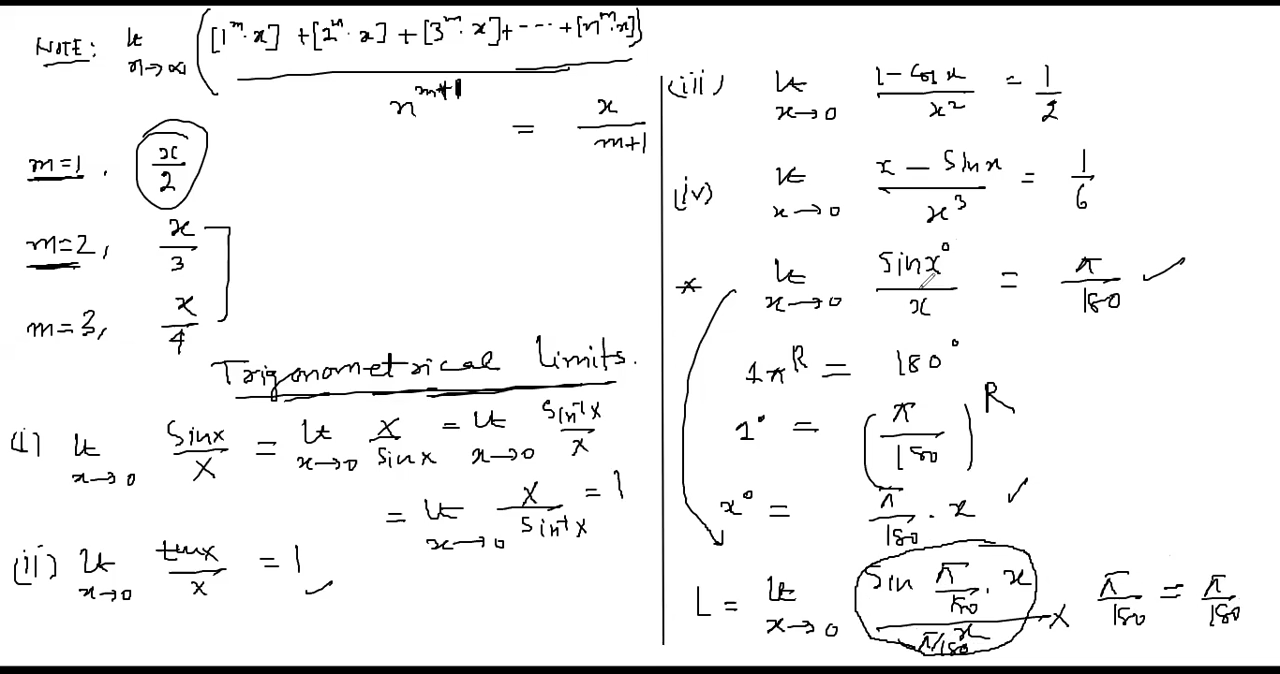 NOTE: lt n→∞ ([1^m·x] + [2^m·x] + [3^m·x] + ---- + [n^m·x]) / n^(m+1)
= x/(m+1)
m=1, x/2
m=2, x/3
m=3, x/4
Trigonometrical Limits.
(i) lt x→0 sinx/x = lt x→0 x/sinx = lt x→0 sin⁻¹x/x
= lt x→0 x/sin⁻¹x = 1
(ii) lt x→0 tanx/x = 1 ✓
(iii) lt x→0 (1-cosx)/x² = 1/2
(iv) lt x→0 (x - sinx)/x³ = 1/6
* lt x→0 sinx°/x = π/180 ✓
1π^R = 180°
1° = (π/180)^R
x° = π/180 · x ✓
L = lt x→0 (sin π/180 · x)/(π/180 x) × π/180 = π/180